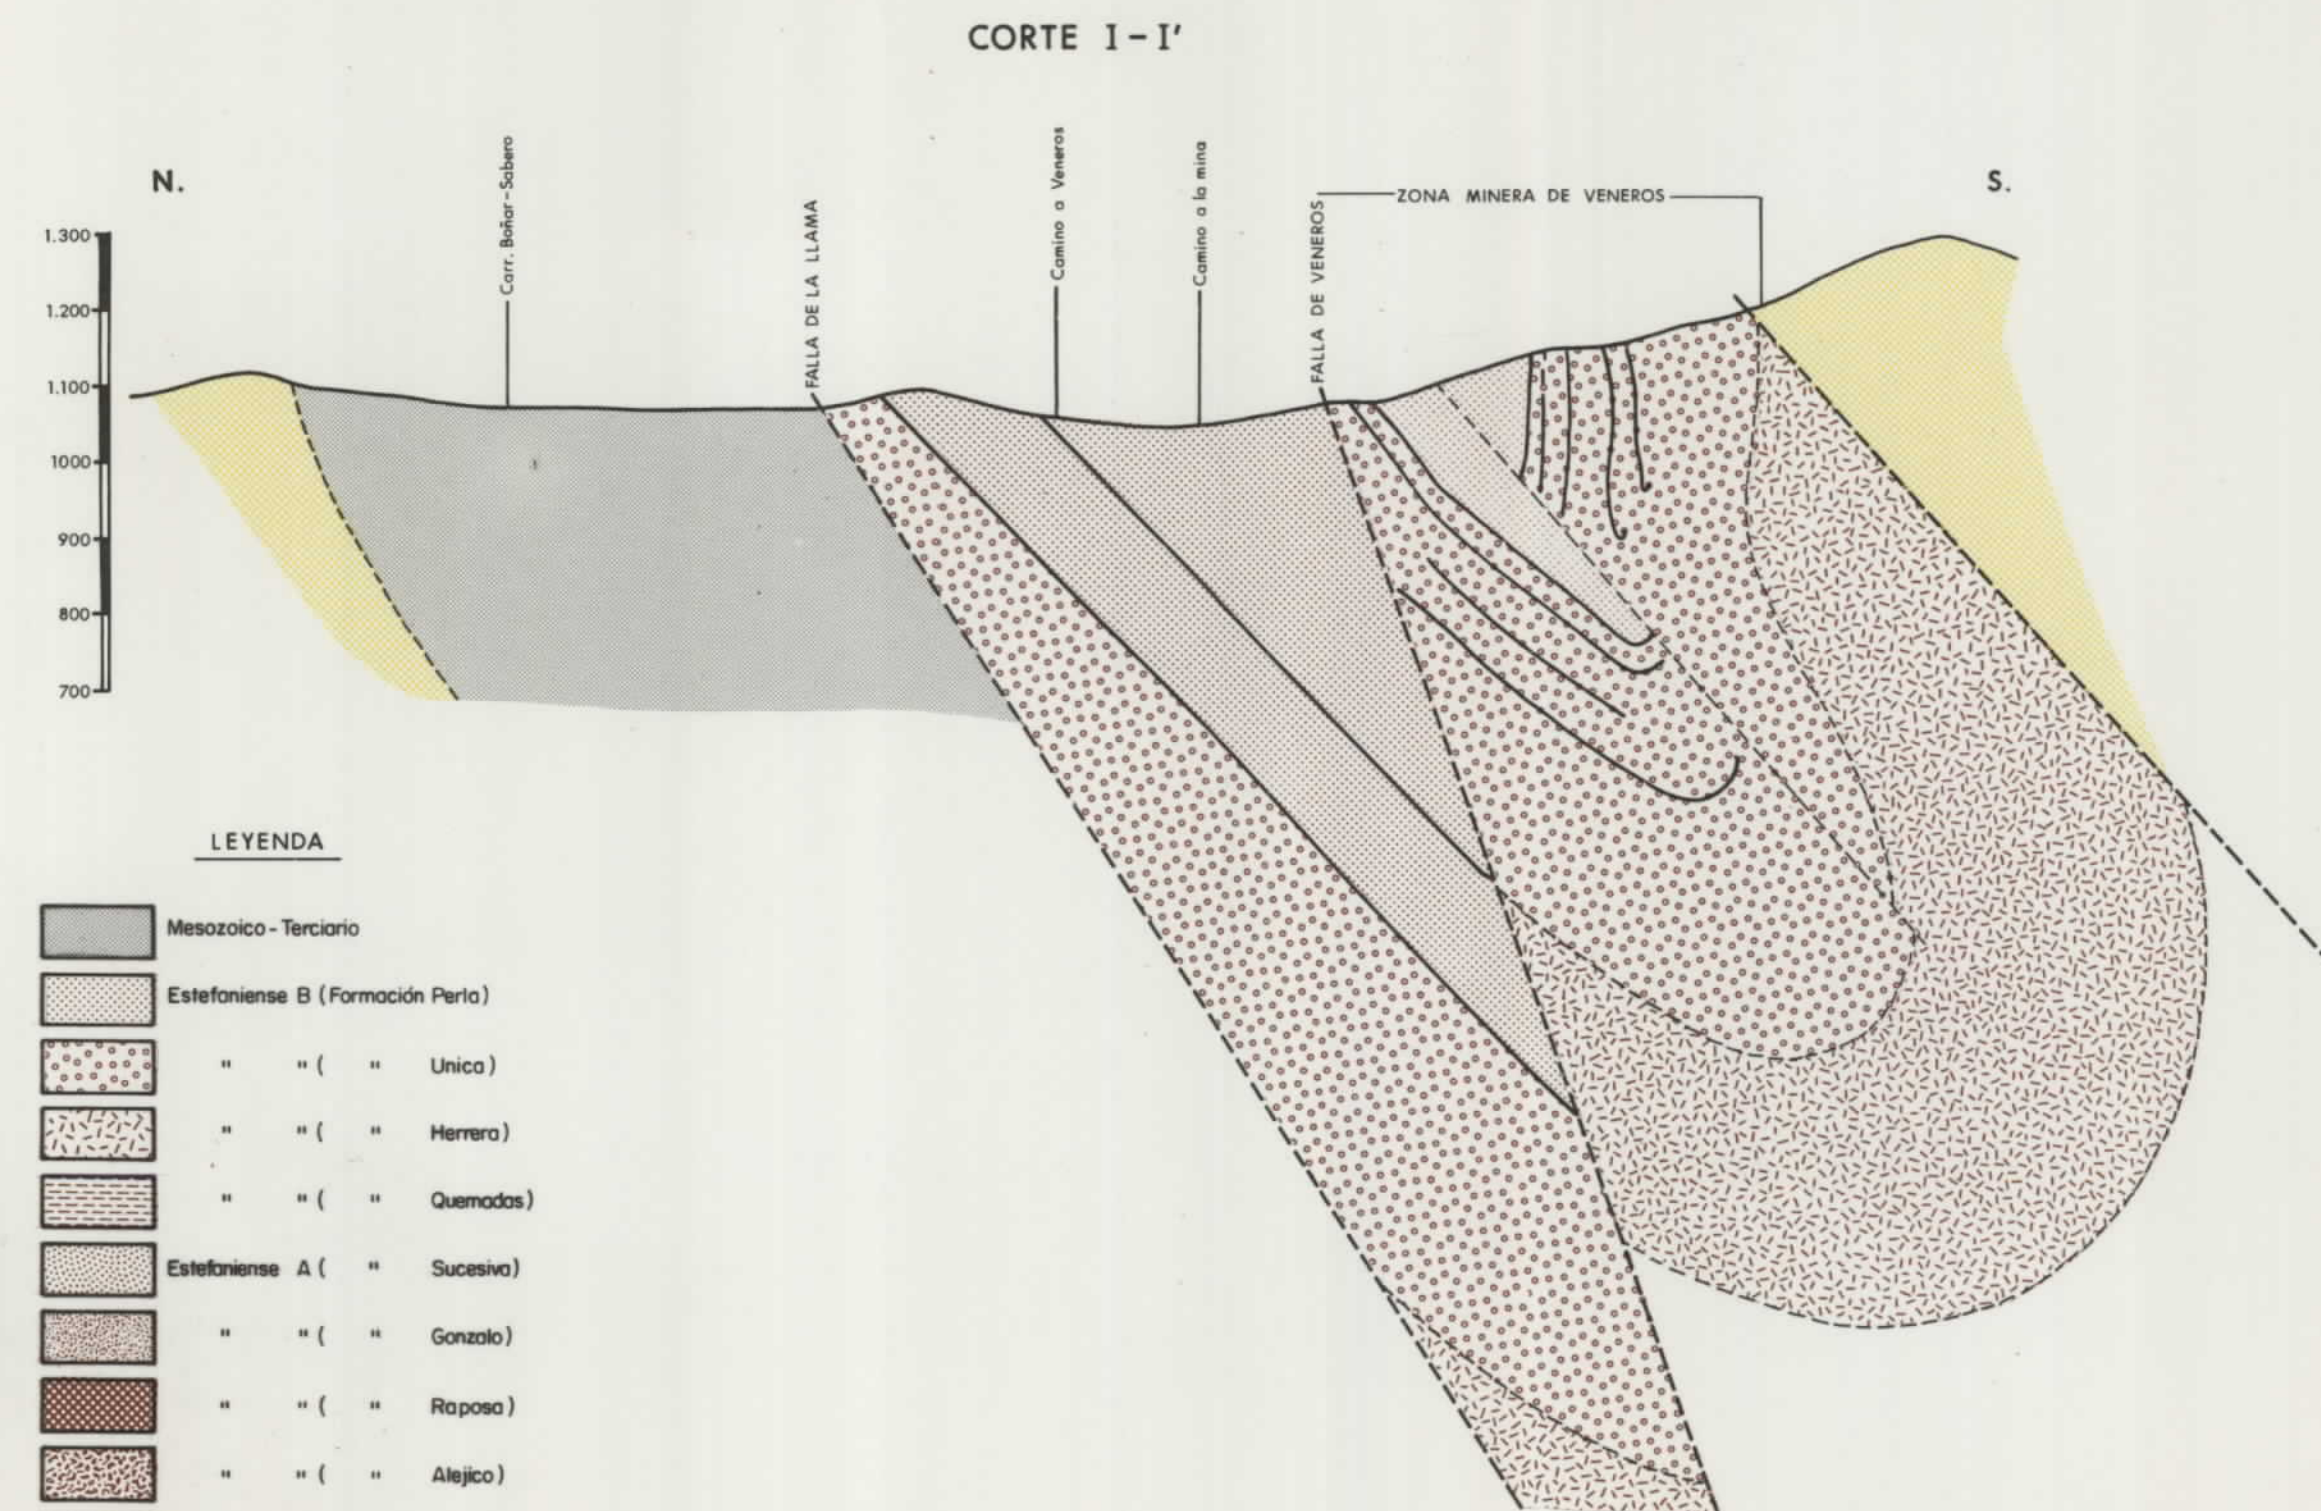 CORTE I-I'
N.
S.
Carr. Boñar-Sabero
FALLA DE LA LLAMA
Camino a Veneros
Camino a la mina
FALLA DE VENEROS
ZONA MINERA DE VENEROS
1.300
1.200
1.100
1000
900
800
700
LEYENDA
Mesozoico-Terciario
Estefaniense B (Formación Perla)
" " ( " Unica)
" " ( " Herrera)
" " ( " Quemadas)
Estefaniense A ( " Sucesiva)
" " ( " Gonzalo)
" " ( " Raposa)
" " ( " Alejico)